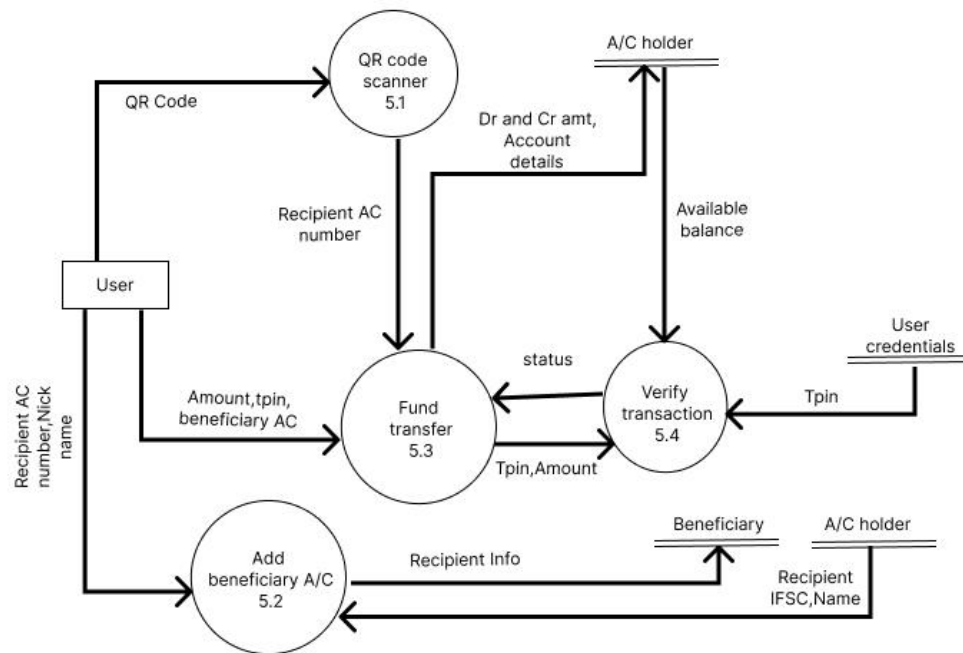 QR code
scanner
5.1
A/C holder
QR Code
Dr and Cr amt,
Account
details
Recipient AC
number
Available
balance
User
User
credentials
status
Verify
transaction
5.4
Tpin
Amount,tpin,
beneficiary AC
Fund
transfer
5.3
Recipient AC
number,Nick
name
Tpin,Amount
Beneficiary
A/C holder
Add
beneficiary A/C
5.2
Recipient Info
Recipient
IFSC,Name